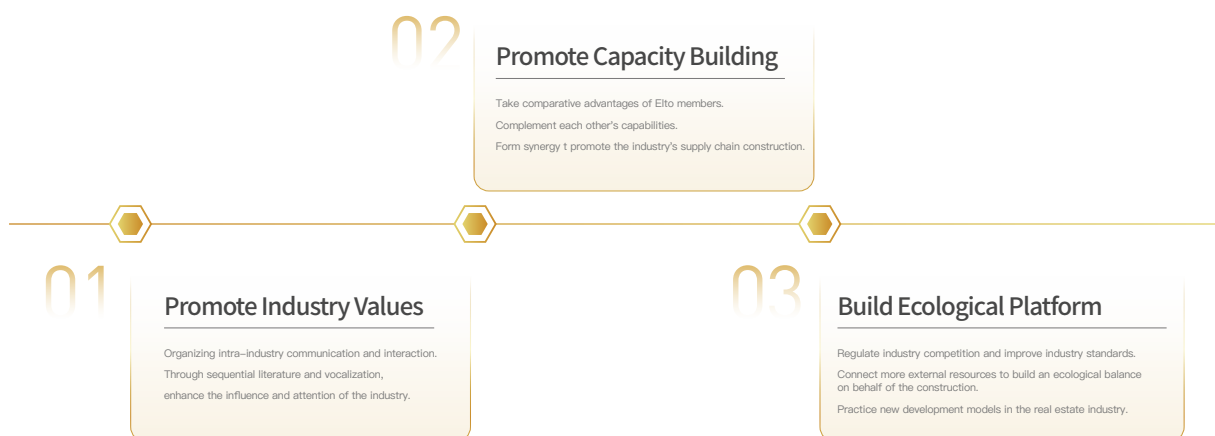 02
Promote Capacity Building
Take comparative advantages of Elto members.
Complement each other's capabilities.
Form synergy t promote the industry's supply chain construction.
01
Promote Industry Values
Organizing intra-industry communication and interaction.
Through sequential literature and vocalization,
enhance the influence and attention of the industry.
03
Build Ecological Platform
Regulate industry competition and improve industry standards.
Connect more external resources to build an ecological balance
on behalf of the construction.
Practice new development models in the real estate industry.